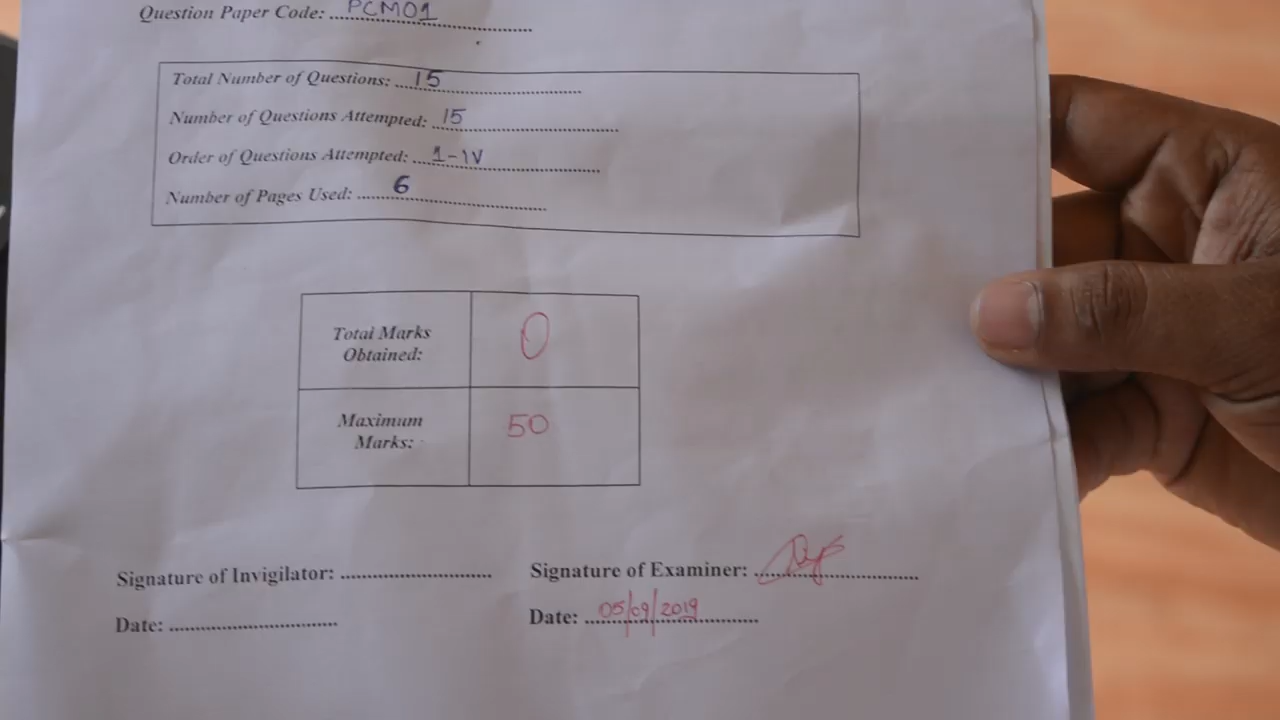 Question Paper Code: PCM01
Total Number of Questions: 15
Number of Questions Attempted: 15
Order of Questions Attempted: 1-1V
Number of Pages Used: 6
Total Marks
Obtained:
0
Maximum
Marks:
50
Signature of Invigilator:
Signature of Examiner:
Date:
Date: 05/09/2019